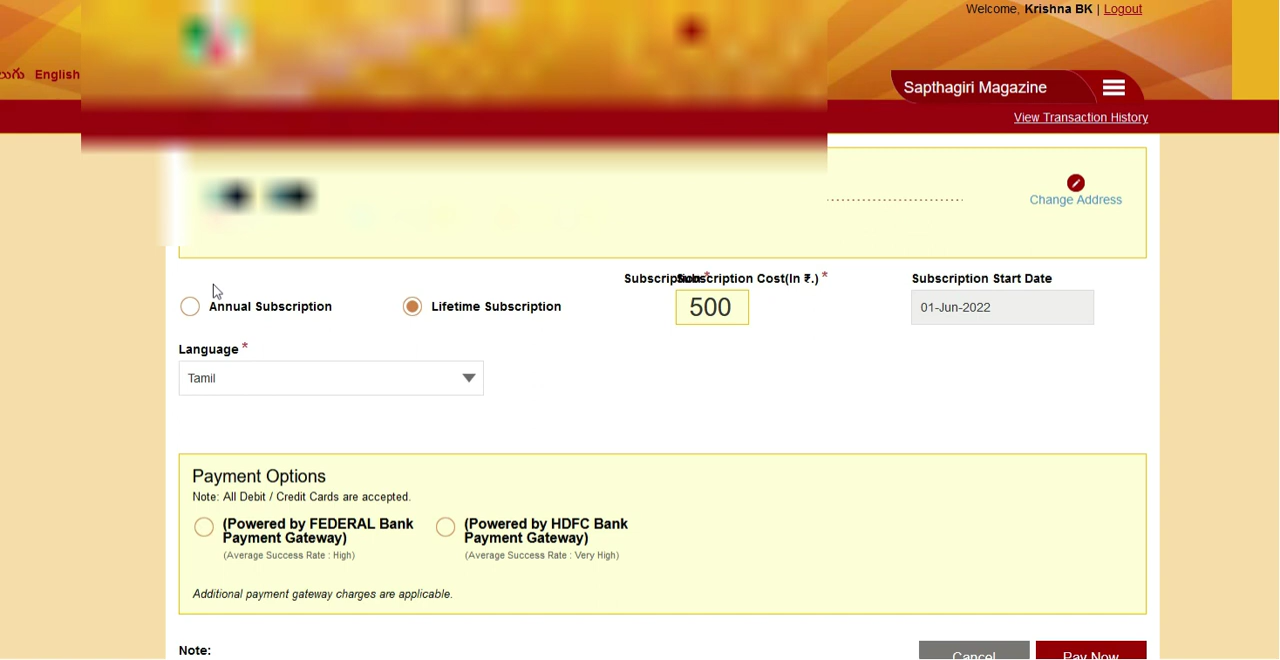 Welcome, Krishna BK | Logout
English
Sapthagiri Magazine
View Transaction History
Change Address
Subscription Cost(In ₹.) *
Subscription Start Date
Annual Subscription
Lifetime Subscription
500
01-Jun-2022
Language *
Tamil
Payment Options
Note: All Debit / Credit Cards are accepted.
(Powered by FEDERAL Bank
Payment Gateway)
(Average Success Rate : High)
(Powered by HDFC Bank
Payment Gateway)
(Average Success Rate : Very High)
Additional payment gateway charges are applicable.
Note:
Cancel
Pay Now